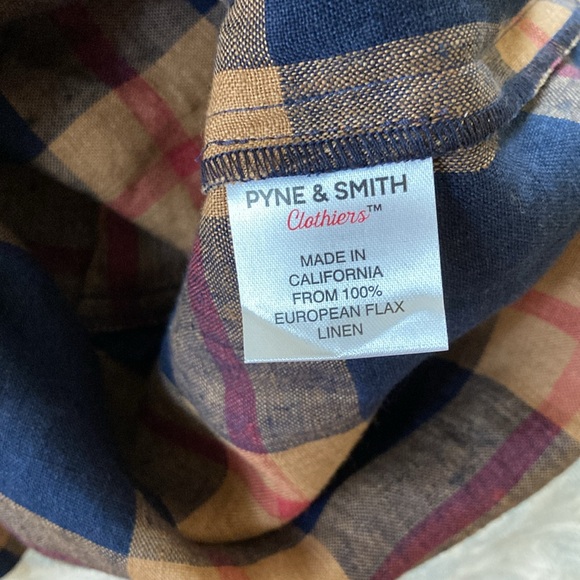 PYNE & SMITH
Clothiers™
MADE IN
CALIFORNIA
FROM 100%
EUROPEAN FLAX
LINEN